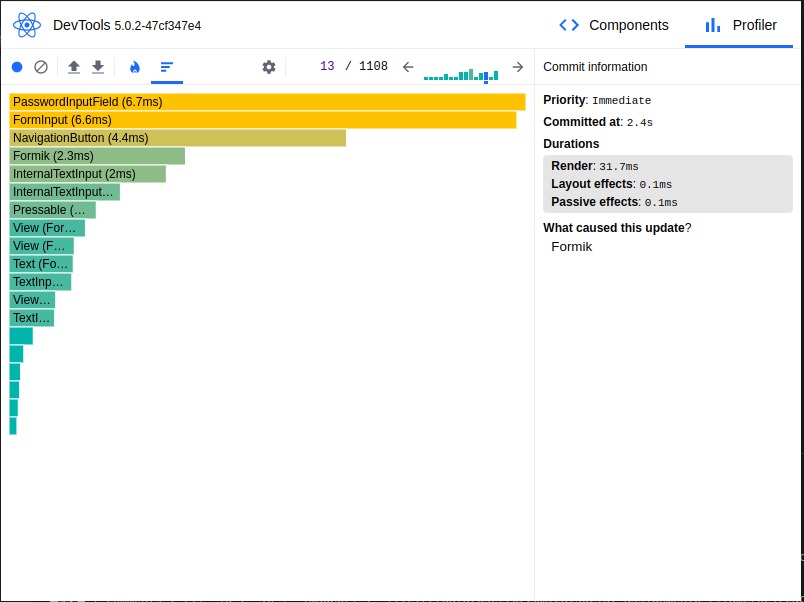 DevTools 5.0.2-47cf347e4
Components
Profiler
13 / 1108
Commit information
PasswordInputField (6.7ms)
FormInput (6.6ms)
NavigationButton (4.4ms)
Formik (2.3ms)
InternalTextInput (2ms)
InternalTextInput…
Pressable (…
View (For…
View (F…
Text (Fo…
TextInp…
View…
TextI…
Priority: Immediate
Committed at: 2.4s
Durations
Render: 31.7ms
Layout effects: 0.1ms
Passive effects: 0.1ms
What caused this update?
Formik